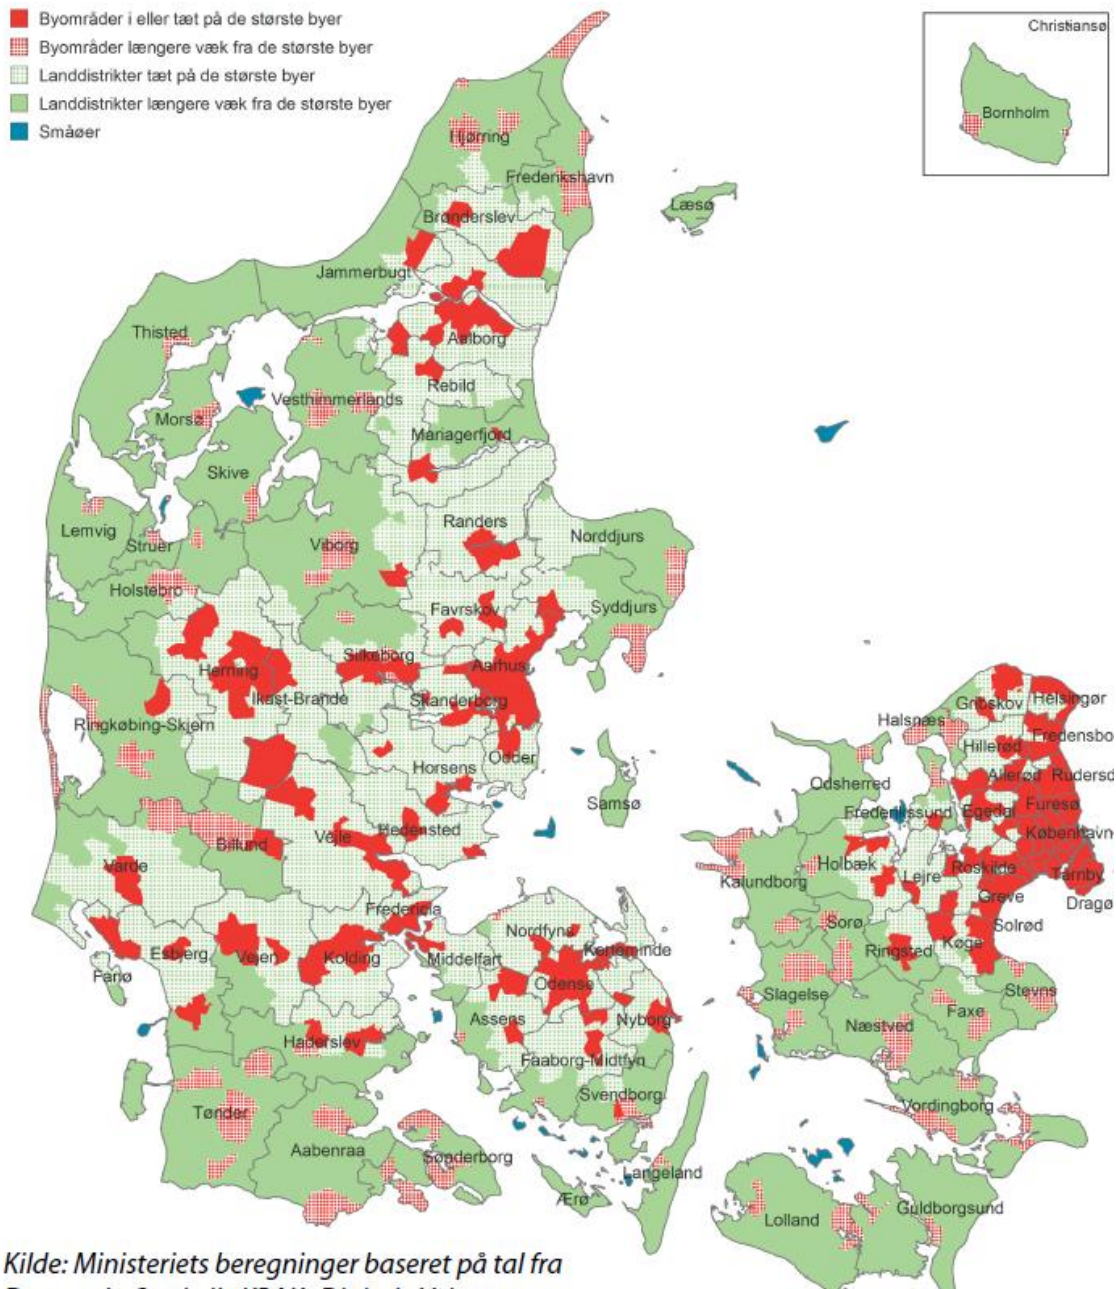 Byområder i eller tæt på de største byer
Byområder længere væk fra de største byer
Landdistrikter tæt på de største byer
Landdistrikter længere væk fra de største byer
Småøer
Christiansø
Bornholm
Hjørring
Frederikshavn
Læsø
Brønderslev
Jammerbugt
Thisted
Aalborg
Rebild
Vesthimmerlands
Morsø
Managerfjord
Skive
Lemvig
Struer
Viborg
Randers
Norddjurs
Holstebro
Favrskov
Syddjurs
Herning
Silkeborg
Aarhus
Ikast-Brande
Skanderborg
Ringkøbing-Skjern
Odder
Horsens
Samsø
Billund
Vejle
Hedensted
Varde
Fredericia
Esbjerg
Vejen
Kolding
Fanø
Middelfart
Nordfyns
Kerteminde
Odense
Assens
Nyborg
Haderslev
Faaborg-Midtfyn
Svendborg
Tønder
Aabenraa
Sønderborg
Ærø
Langeland
Gribskov
Helsingør
Halsnæs
Hillerød
Fredensbo
Odsherred
Allerød
Rudersd
Frederikssund
Egedal
Furesø
København
Holbæk
Lejre
Roskilde
Tårnby
Kalundborg
Greve
Dragø
Sorø
Solrød
Ringsted
Køge
Slagelse
Stevns
Næstved
Faxe
Vordingborg
Lolland
Guldborgsund
Kilde: Ministeriets beregninger baseret på tal fra